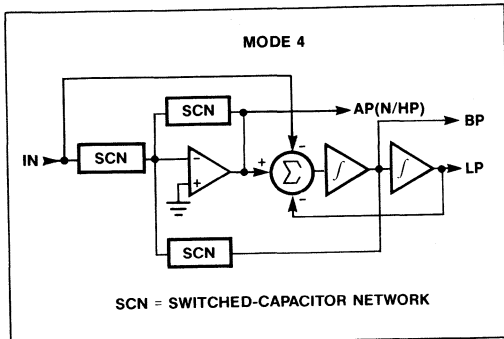 MODE 4
SCN
AP(N/HP)
BP
IN
SCN
-
+
+
-
Σ
-
∫
∫
LP
SCN
SCN = SWITCHED-CAPACITOR NETWORK